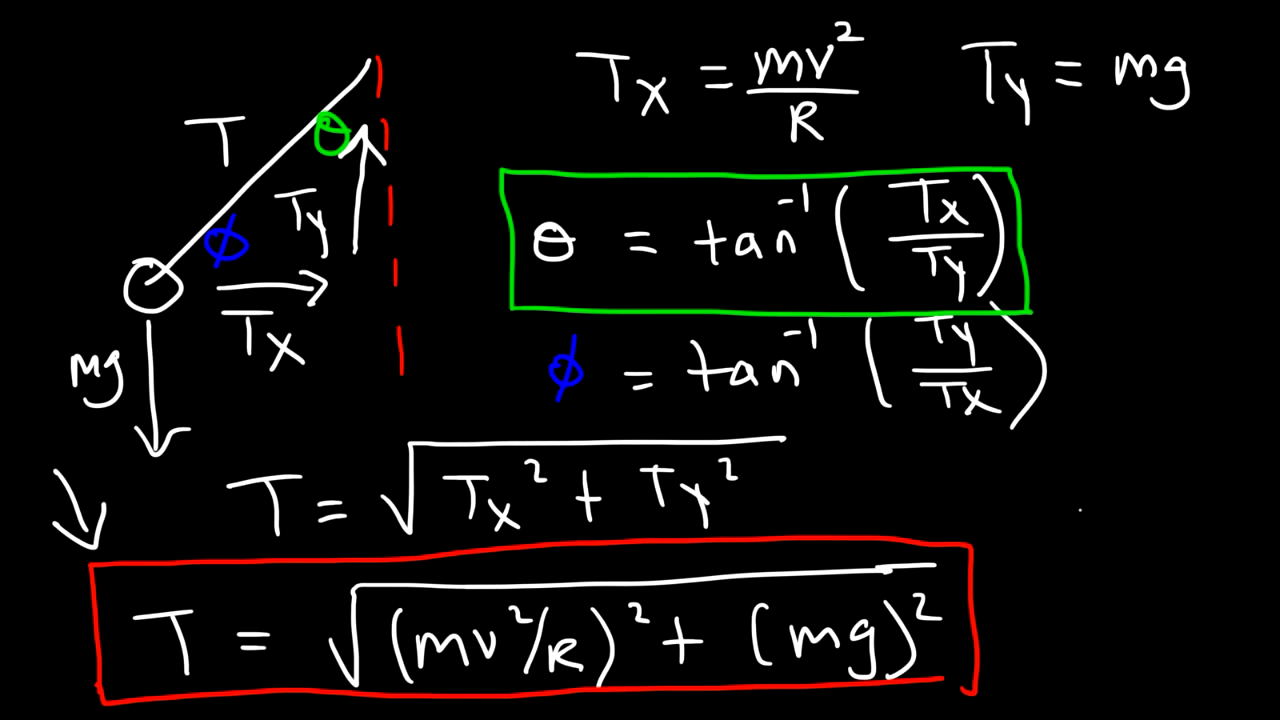 T
θ
Ty
ϕ
Tx
mg
Tx = mv²/R
Ty = mg
θ = tan⁻¹ (Tx/Ty)
ϕ = tan⁻¹ (Ty/Tx)
T = √(Tx² + Ty²)
T = √((mv²/R)² + (mg)²)